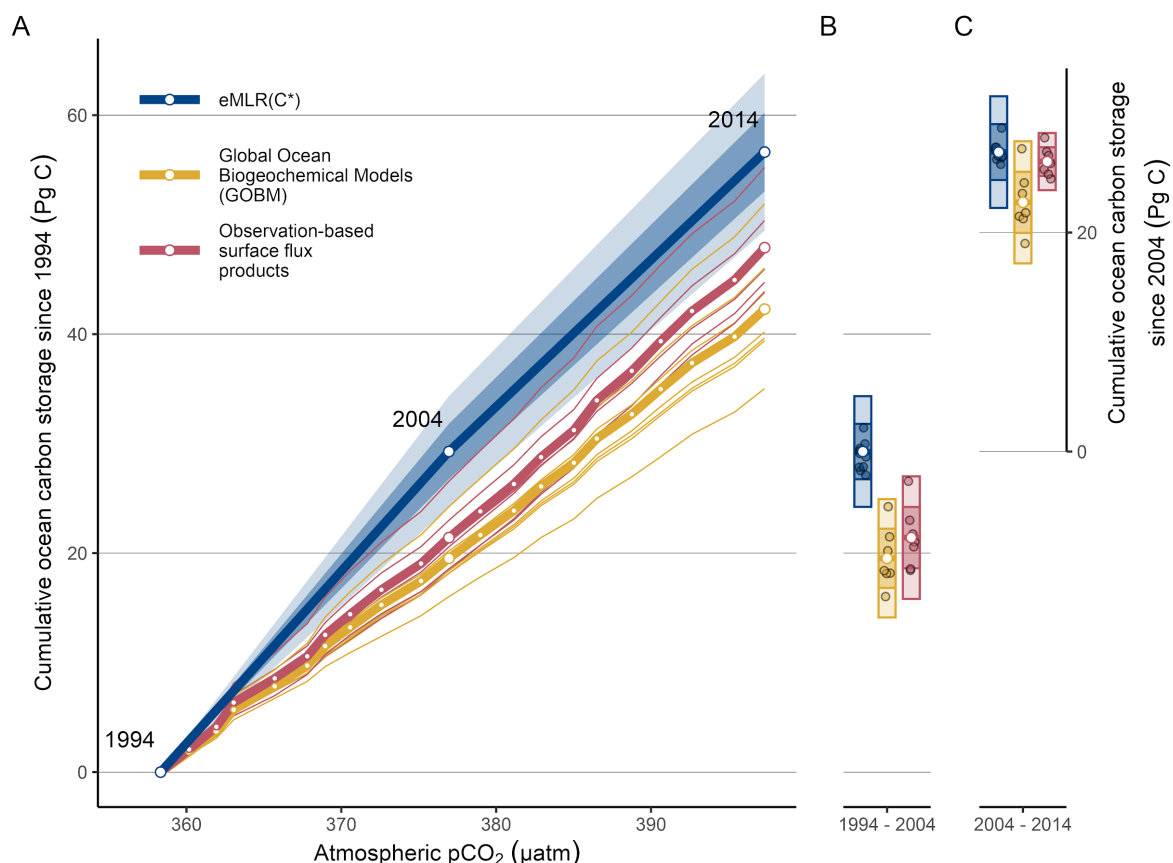 A
B
C
Cumulative ocean carbon storage since 1994 (Pg C)
60
40
20
0
eMLR(C*)
Global Ocean
Biogeochemical Models
(GOBM)
Observation-based
surface flux
products
1994
2004
2014
360
370
380
390
Atmospheric pCO₂ (µatm)
1994 - 2004
2004 - 2014
20
0
Cumulative ocean carbon storage
since 2004 (Pg C)